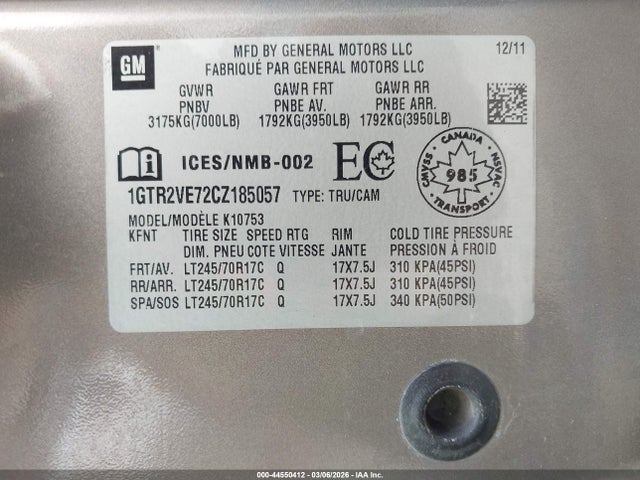 GM
MFD BY GENERAL MOTORS LLC 12/11
FABRIQUÉ PAR GENERAL MOTORS LLC
GVWR GAWR FRT GAWR RR
PNBV PNBE AV. PNBE ARR.
3175KG(7000LB) 1792KG(3950LB) 1792KG(3950LB)
i ICES/NMB-002 EC
CANADA CMVSS 985 NSVAC TRANSPORT
1GTR2VE72CZ185057 TYPE: TRU/CAM
MODEL/MODÈLE K10753
KFNT TIRE SIZE SPEED RTG RIM COLD TIRE PRESSURE
DIM. PNEU COTE VITESSE JANTE PRESSION À FROID
FRT/AV. LT245/70R17C Q 17X7.5J 310 KPA(45PSI)
RR/ARR. LT245/70R17C Q 17X7.5J 310 KPA(45PSI)
SPA/SOS LT245/70R17C Q 17X7.5J 340 KPA(50PSI)
000-44550412 - 03/06/2026 - IAA Inc.